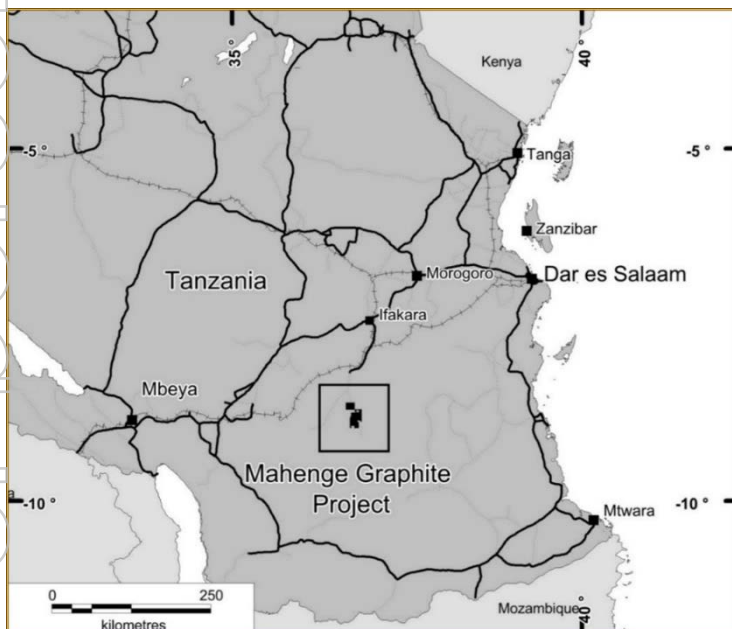 35°
40°
Kenya
-5°
Tanga
-5°
Zanzibar
Tanzania
Morogoro
Dar es Salaam
Ifakara
Mbeya
Mahenge Graphite
Project
-10°
-10°
Mtwara
0 250
kilometres
Mozambique
40°